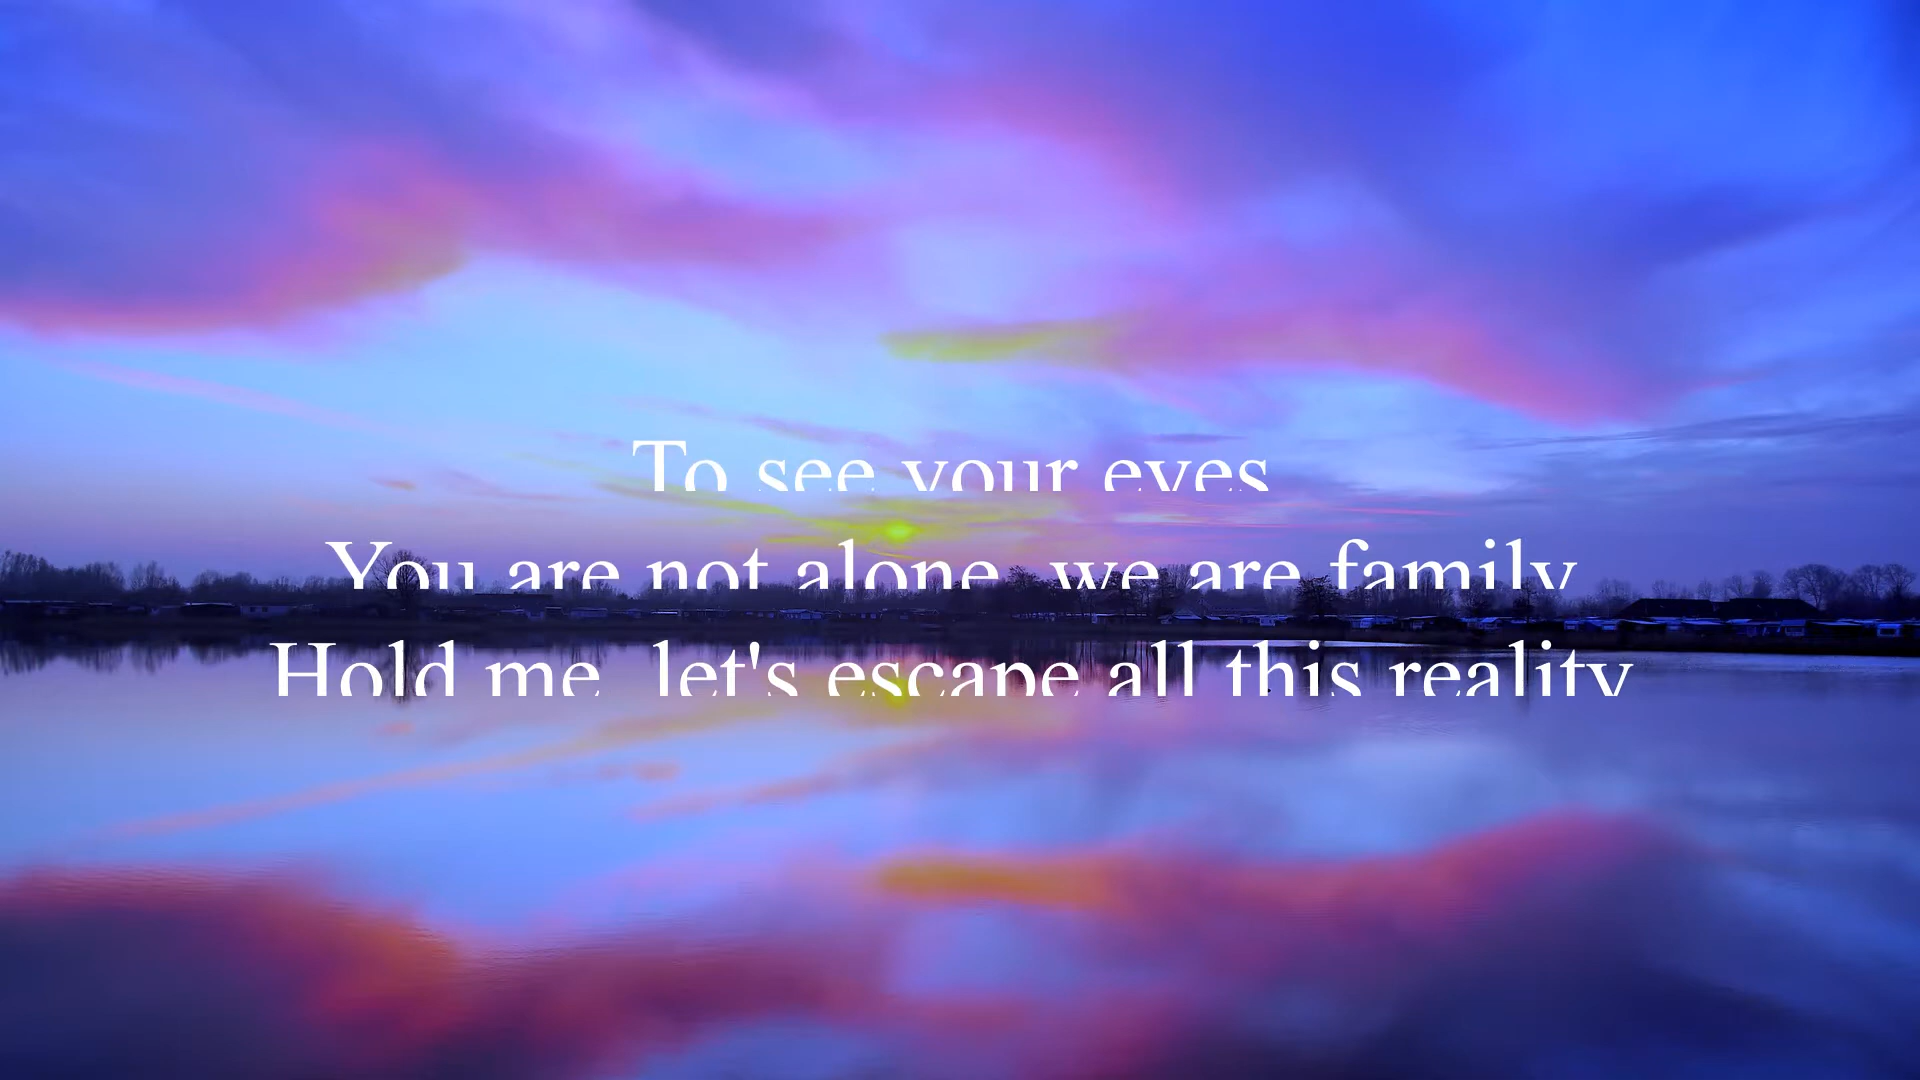 To see your eyes
You are not alone, we are family
Hold me, let's escape all this reality